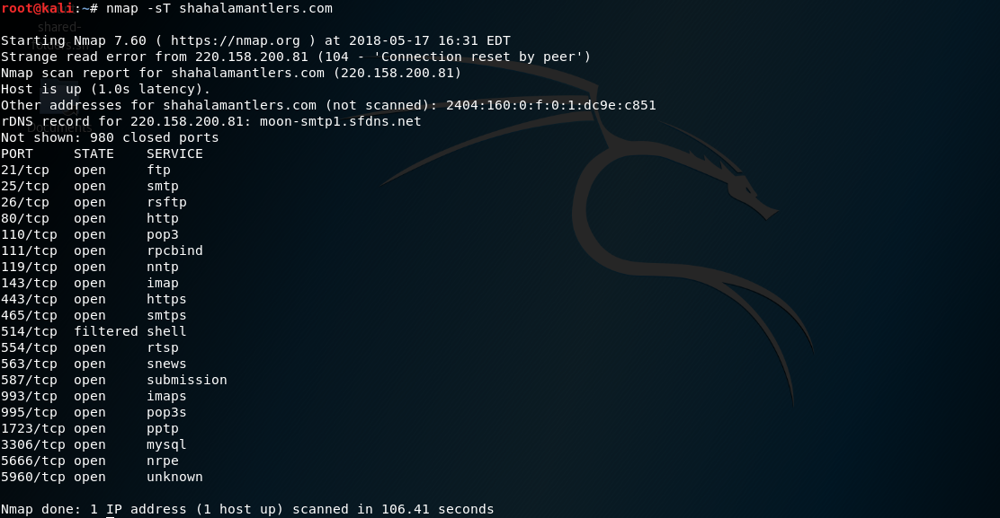 root@kali:~# nmap -sT shahalamantlers.com
shared-
folders.sh
Starting Nmap 7.60 ( https://nmap.org ) at 2018-05-17 16:31 EDT
Strange read error from 220.158.200.81 (104 - 'Connection reset by peer')
Nmap scan report for shahalamantlers.com (220.158.200.81)
Host is up (1.0s latency).
Other addresses for shahalamantlers.com (not scanned): 2404:160:0:f:0:1:dc9e:c851
rDNS record for 220.158.200.81: moon-smtp1.sfdns.net
Documents
Not shown: 980 closed ports
PORT     STATE    SERVICE
21/tcp   open     ftp
25/tcp   open     smtp
26/tcp   open     rsftp
80/tcp   open     http
110/tcp  open     pop3
111/tcp  open     rpcbind
119/tcp  open     nntp
143/tcp  open     imap
443/tcp  open     https
465/tcp  open     smtps
514/tcp  filtered shell
554/tcp  open     rtsp
563/tcp  open     snews
587/tcp  open     submission
993/tcp  open     imaps
995/tcp  open     pop3s
1723/tcp open     pptp
3306/tcp open     mysql
5666/tcp open     nrpe
5960/tcp open     unknown
Nmap done: 1 IP address (1 host up) scanned in 106.41 seconds